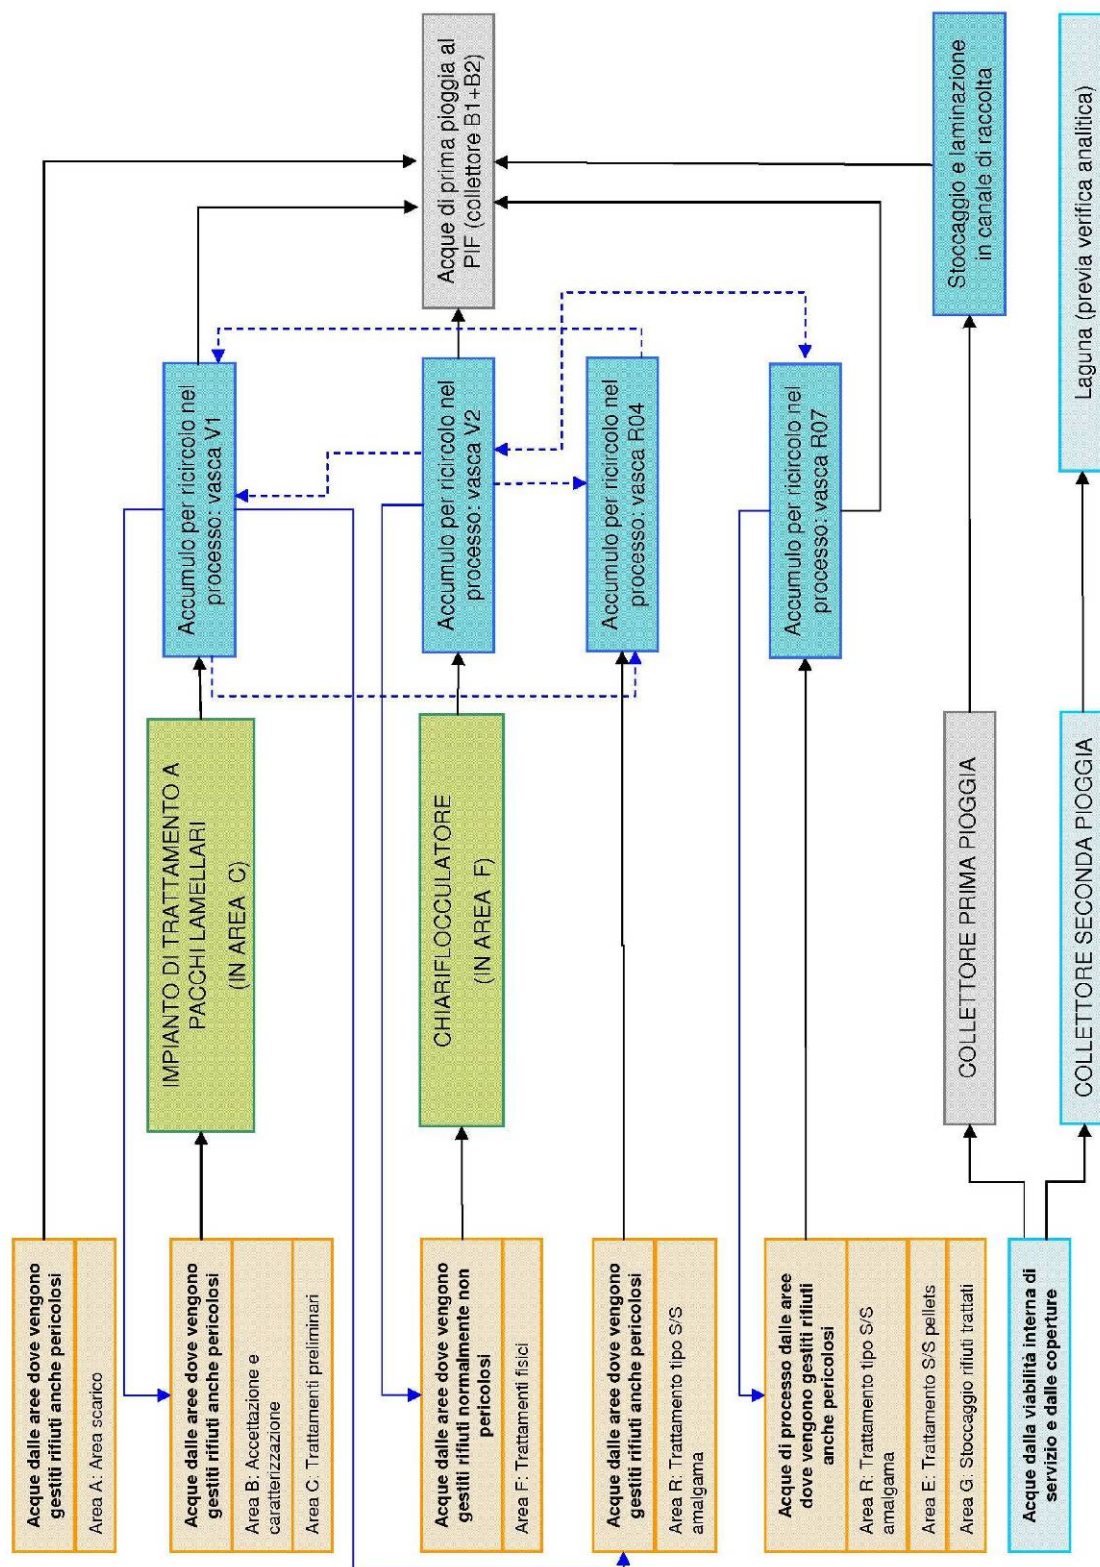 Acque dalle aree dove vengono
gestiti rifiuti anche pericolosi
Area A: Area scarico
Acque dalle aree dove vengono
gestiti rifiuti anche pericolosi
Area B: Accettazione e
caratterizzazione
Area C: Trattamenti preliminari
Acque dalle aree dove vengono
gestiti rifiuti normalmente non
pericolosi
Area F: Trattamenti fisici
Acque dalle aree dove vengono
gestiti rifiuti anche pericolosi
Area R: Trattamento tipo S/S
amalgama
Acque di processo dalle aree
dove vengono gestiti rifiuti
anche pericolosi
Area R: Trattamento tipo S/S
amalgama
Area E: Trattamento S/S pellets
Area G: Stoccaggio rifiuti trattati
Acque dalla viabilità interna di
servizio e dalle coperture
IMPIANTO DI TRATTAMENTO A
PACCHI LAMELLARI
(IN AREA C)
CHIARIFLOCCULATORE
(IN AREA F)
COLLETTORE PRIMA PIOGGIA
COLLETTORE SECONDA PIOGGIA
Accumulo per ricircolo nel
processo: vasca V1
Accumulo per ricircolo nel
processo: vasca V2
Accumulo per ricircolo nel
processo: vasca R04
Accumulo per ricircolo nel
processo: vasca R07
Acque di prima pioggia al
PIF (collettore B1+B2)
Stoccaggio e laminazione
in canale di raccolta
Laguna (previa verifica analitica)